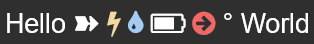 Hello ➽ ⚡ 💧 🔋 ➲ ° World